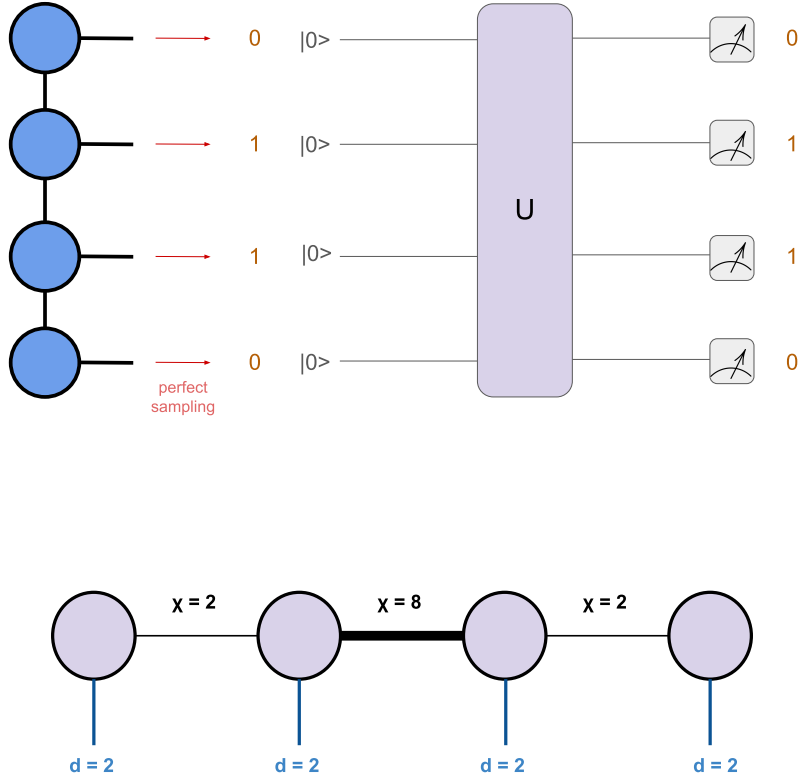 0 |0> 0
1 |0> 1
U
1 |0> 1
0 |0> 0
perfect
sampling
χ = 2 χ = 8 χ = 2
d = 2 d = 2 d = 2 d = 2